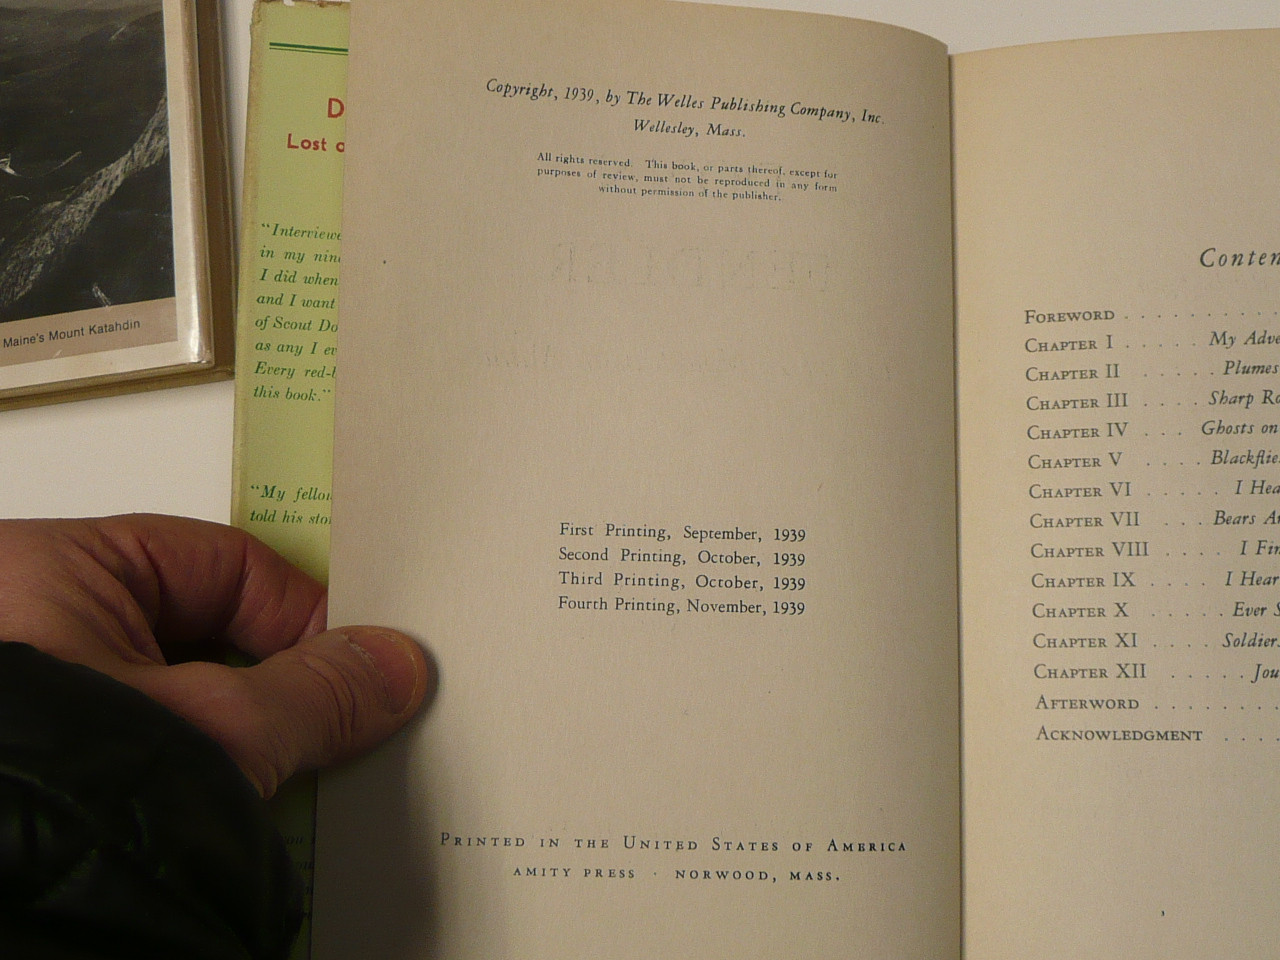 Maine's Mount Katahdin
D
Lost
"Interviewe
in my nin
I did when
and I want
of Scout Do
as any I ev
Every red-
this book."
"My fello
told his sto
Copyright, 1939, by The Welles Publishing Company, Inc.
Wellesley, Mass.
All rights reserved. This book, or parts thereof, except for
purposes of review, must not be reproduced in any form
without permission of the publisher.
First Printing, September, 1939
Second Printing, October, 1939
Third Printing, October, 1939
Fourth Printing, November, 1939
Printed in the United States of America
AMITY PRESS · NORWOOD, MASS.
Conten
Foreword . . . . . . . . . .
Chapter I . . . . . My Adve
Chapter II . . . . . Plumes
Chapter III . . . . Sharp Ro
Chapter IV . . . Ghosts on
Chapter V . . . . Blackflie
Chapter VI . . . . . I Hea
Chapter VII . . . Bears Ar
Chapter VIII . . . . I Fin
Chapter IX . . . . I Hear
Chapter X . . . . . Ever S
Chapter XI . . . . Soldier
Chapter XII . . . . . Jou
Afterword . . . . . . . .
Acknowledgment . . . .